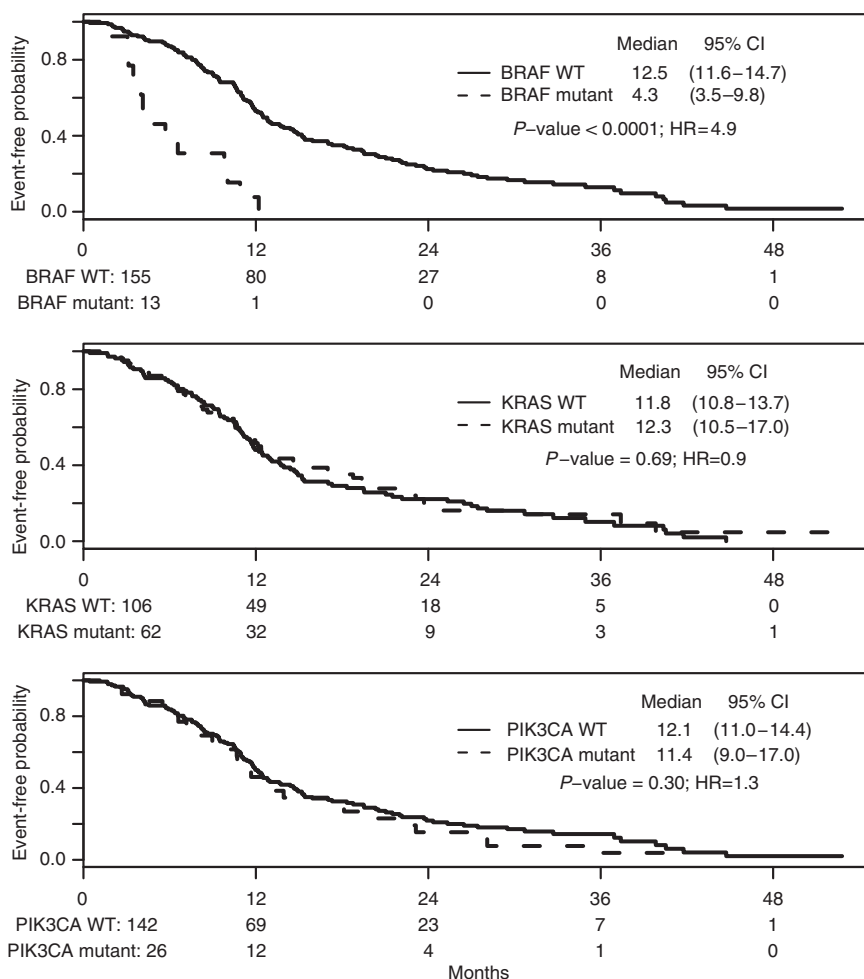 Event-free probability
0.8
0.4
0.0
Median 95% CI
BRAF WT 12.5 (11.6–14.7)
BRAF mutant 4.3 (3.5–9.8)
P–value < 0.0001; HR=4.9
0 12 24 36 48
BRAF WT: 155 80 27 8 1
BRAF mutant: 13 1 0 0 0
Event-free probability
0.8
0.4
0.0
Median 95% CI
KRAS WT 11.8 (10.8–13.7)
KRAS mutant 12.3 (10.5–17.0)
P–value = 0.69; HR=0.9
0 12 24 36 48
KRAS WT: 106 49 18 5 0
KRAS mutant: 62 32 9 3 1
Event-free probability
0.8
0.4
0.0
Median 95% CI
PIK3CA WT 12.1 (11.0–14.4)
PIK3CA mutant 11.4 (9.0–17.0)
P–value = 0.30; HR=1.3
0 12 24 36 48
PIK3CA WT: 142 69 23 7 1
PIK3CA mutant: 26 12 4 1 0
Months